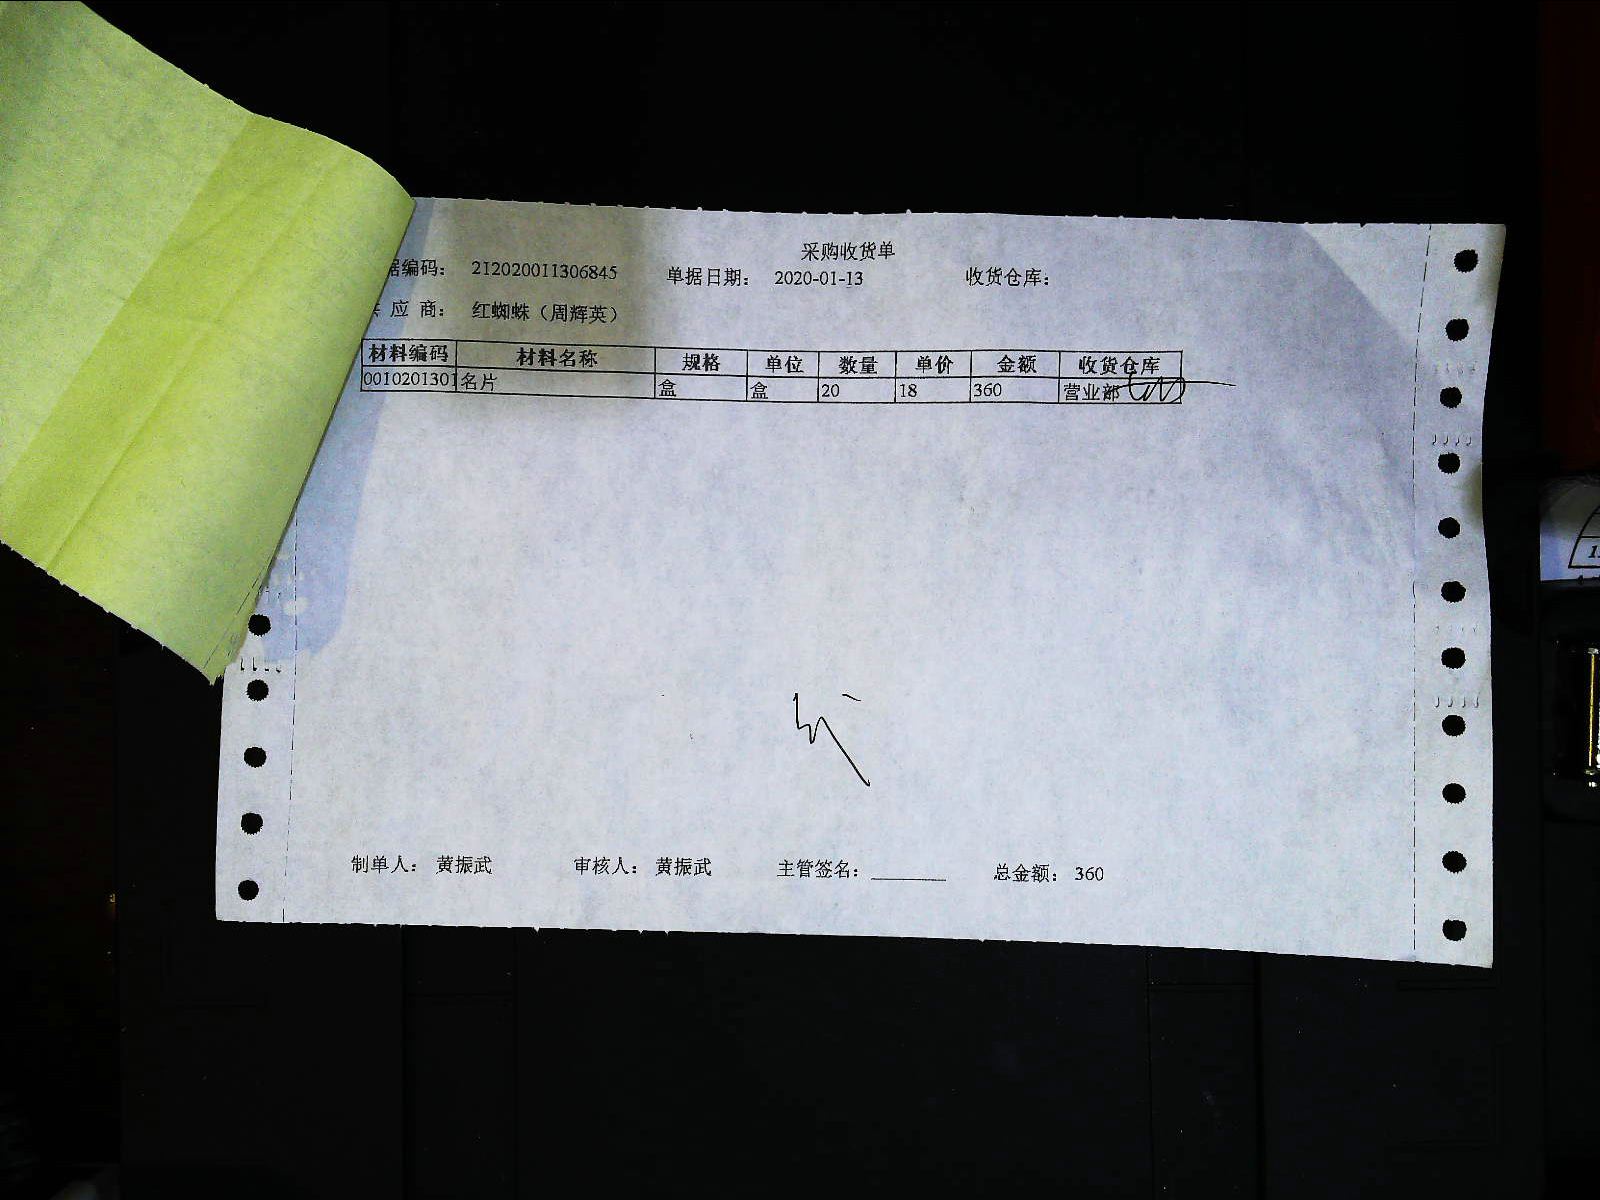 采购收货单
据编码： 212020011306845 单据日期： 2020-01-13 收货仓库：
应 商： 红蜘蛛（周辉英）
材料编码 材料名称 规格 单位 数量 单价 金额 收货仓库
0010201301 名片 盒 盒 20 18 360 营业部
制单人： 黄振武 审核人： 黄振武 主管签名： ________ 总金额： 360